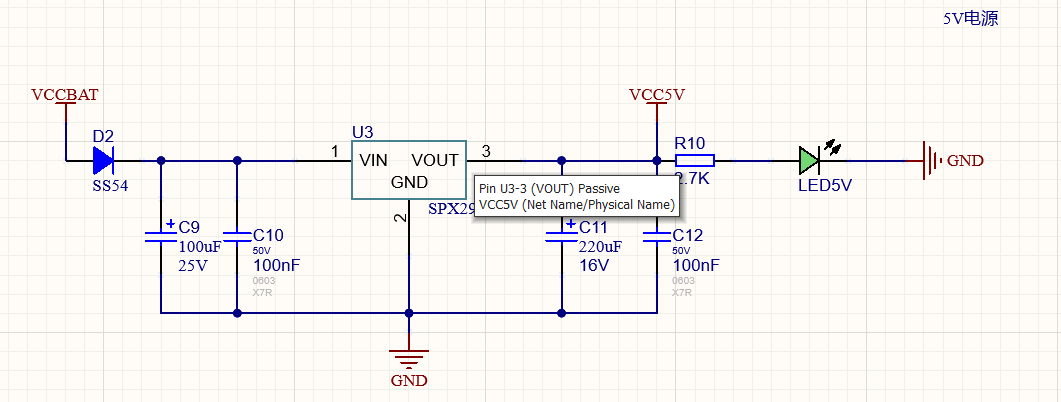 5V电源
VCCBAT
VCC5V
D2
SS54
U3
1
VIN
VOUT
GND
3
2
SPX29
Pin U3-3 (VOUT) Passive
VCC5V (Net Name/Physical Name)
R10
2.7K
LED5V
GND
C9
100uF
25V
C10
50V
100nF
0603
X7R
C11
220uF
16V
C12
50V
100nF
0603
X7R
GND